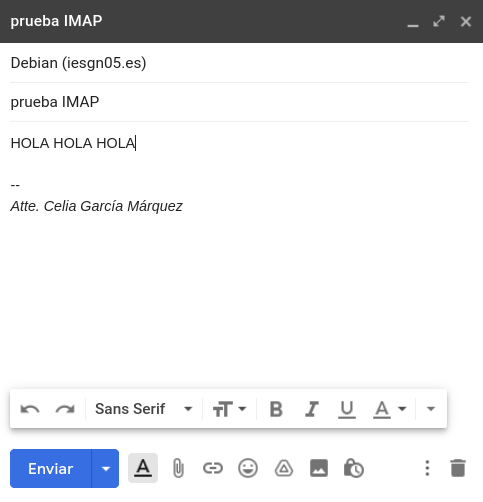 prueba IMAP
Debian (iesgn05.es)
prueba IMAP
HOLA HOLA HOLA
--
Atte. Celia García Márquez
Sans Serif
B I U A
Enviar A